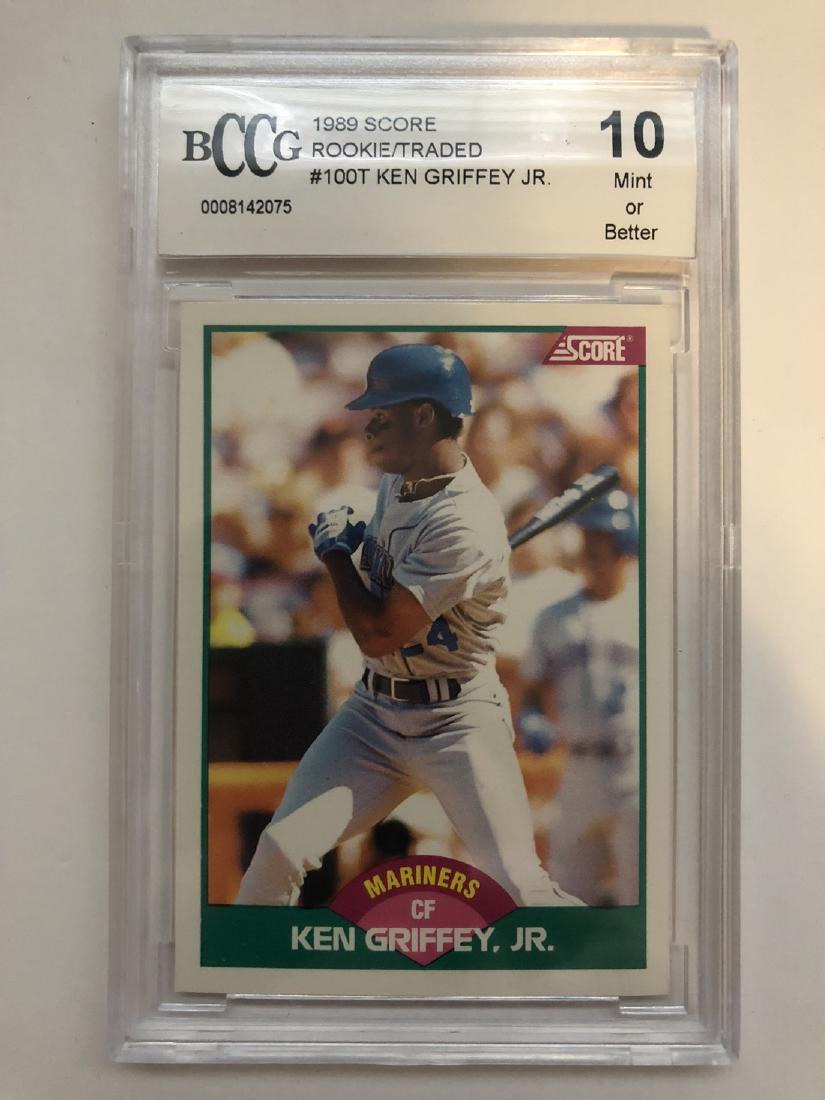 BCCG
1989 SCORE
ROOKIE/TRADED
#100T KEN GRIFFEY JR.
0008142075
10
Mint
or
Better
SCORE®
24
MARINERS
CF
KEN GRIFFEY, JR.